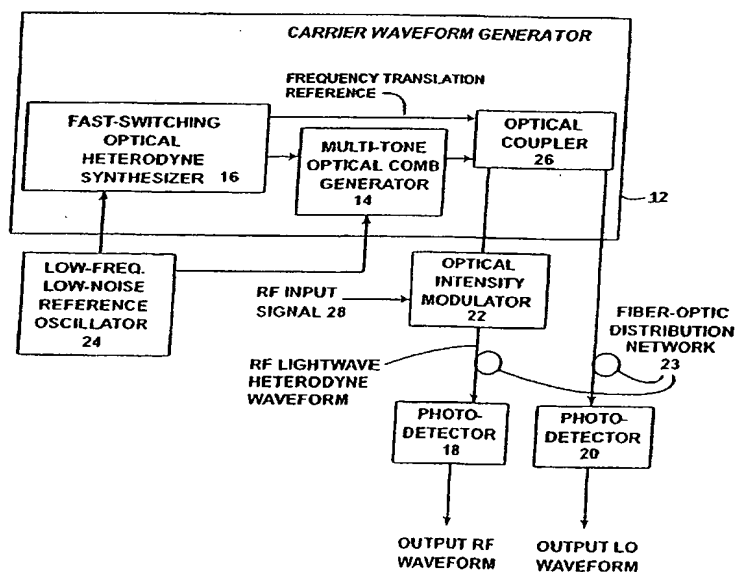 CARRIER WAVEFORM GENERATOR
FREQUENCY TRANSLATION
REFERENCE
FAST-SWITCHING
OPTICAL
HETERODYNE
SYNTHESIZER 16
MULTI-TONE
OPTICAL COMB
GENERATOR
14
OPTICAL
COUPLER
26
12
LOW-FREQ.
LOW-NOISE
REFERENCE
OSCILLATOR
24
RF INPUT
SIGNAL 28
OPTICAL
INTENSITY
MODULATOR
22
FIBER-OPTIC
DISTRIBUTION
NETWORK
23
RF LIGHTWAVE
HETERODYNE
WAVEFORM
PHOTO-
DETECTOR
18
PHOTO-
DETECTOR
20
OUTPUT RF
WAVEFORM
OUTPUT LO
WAVEFORM